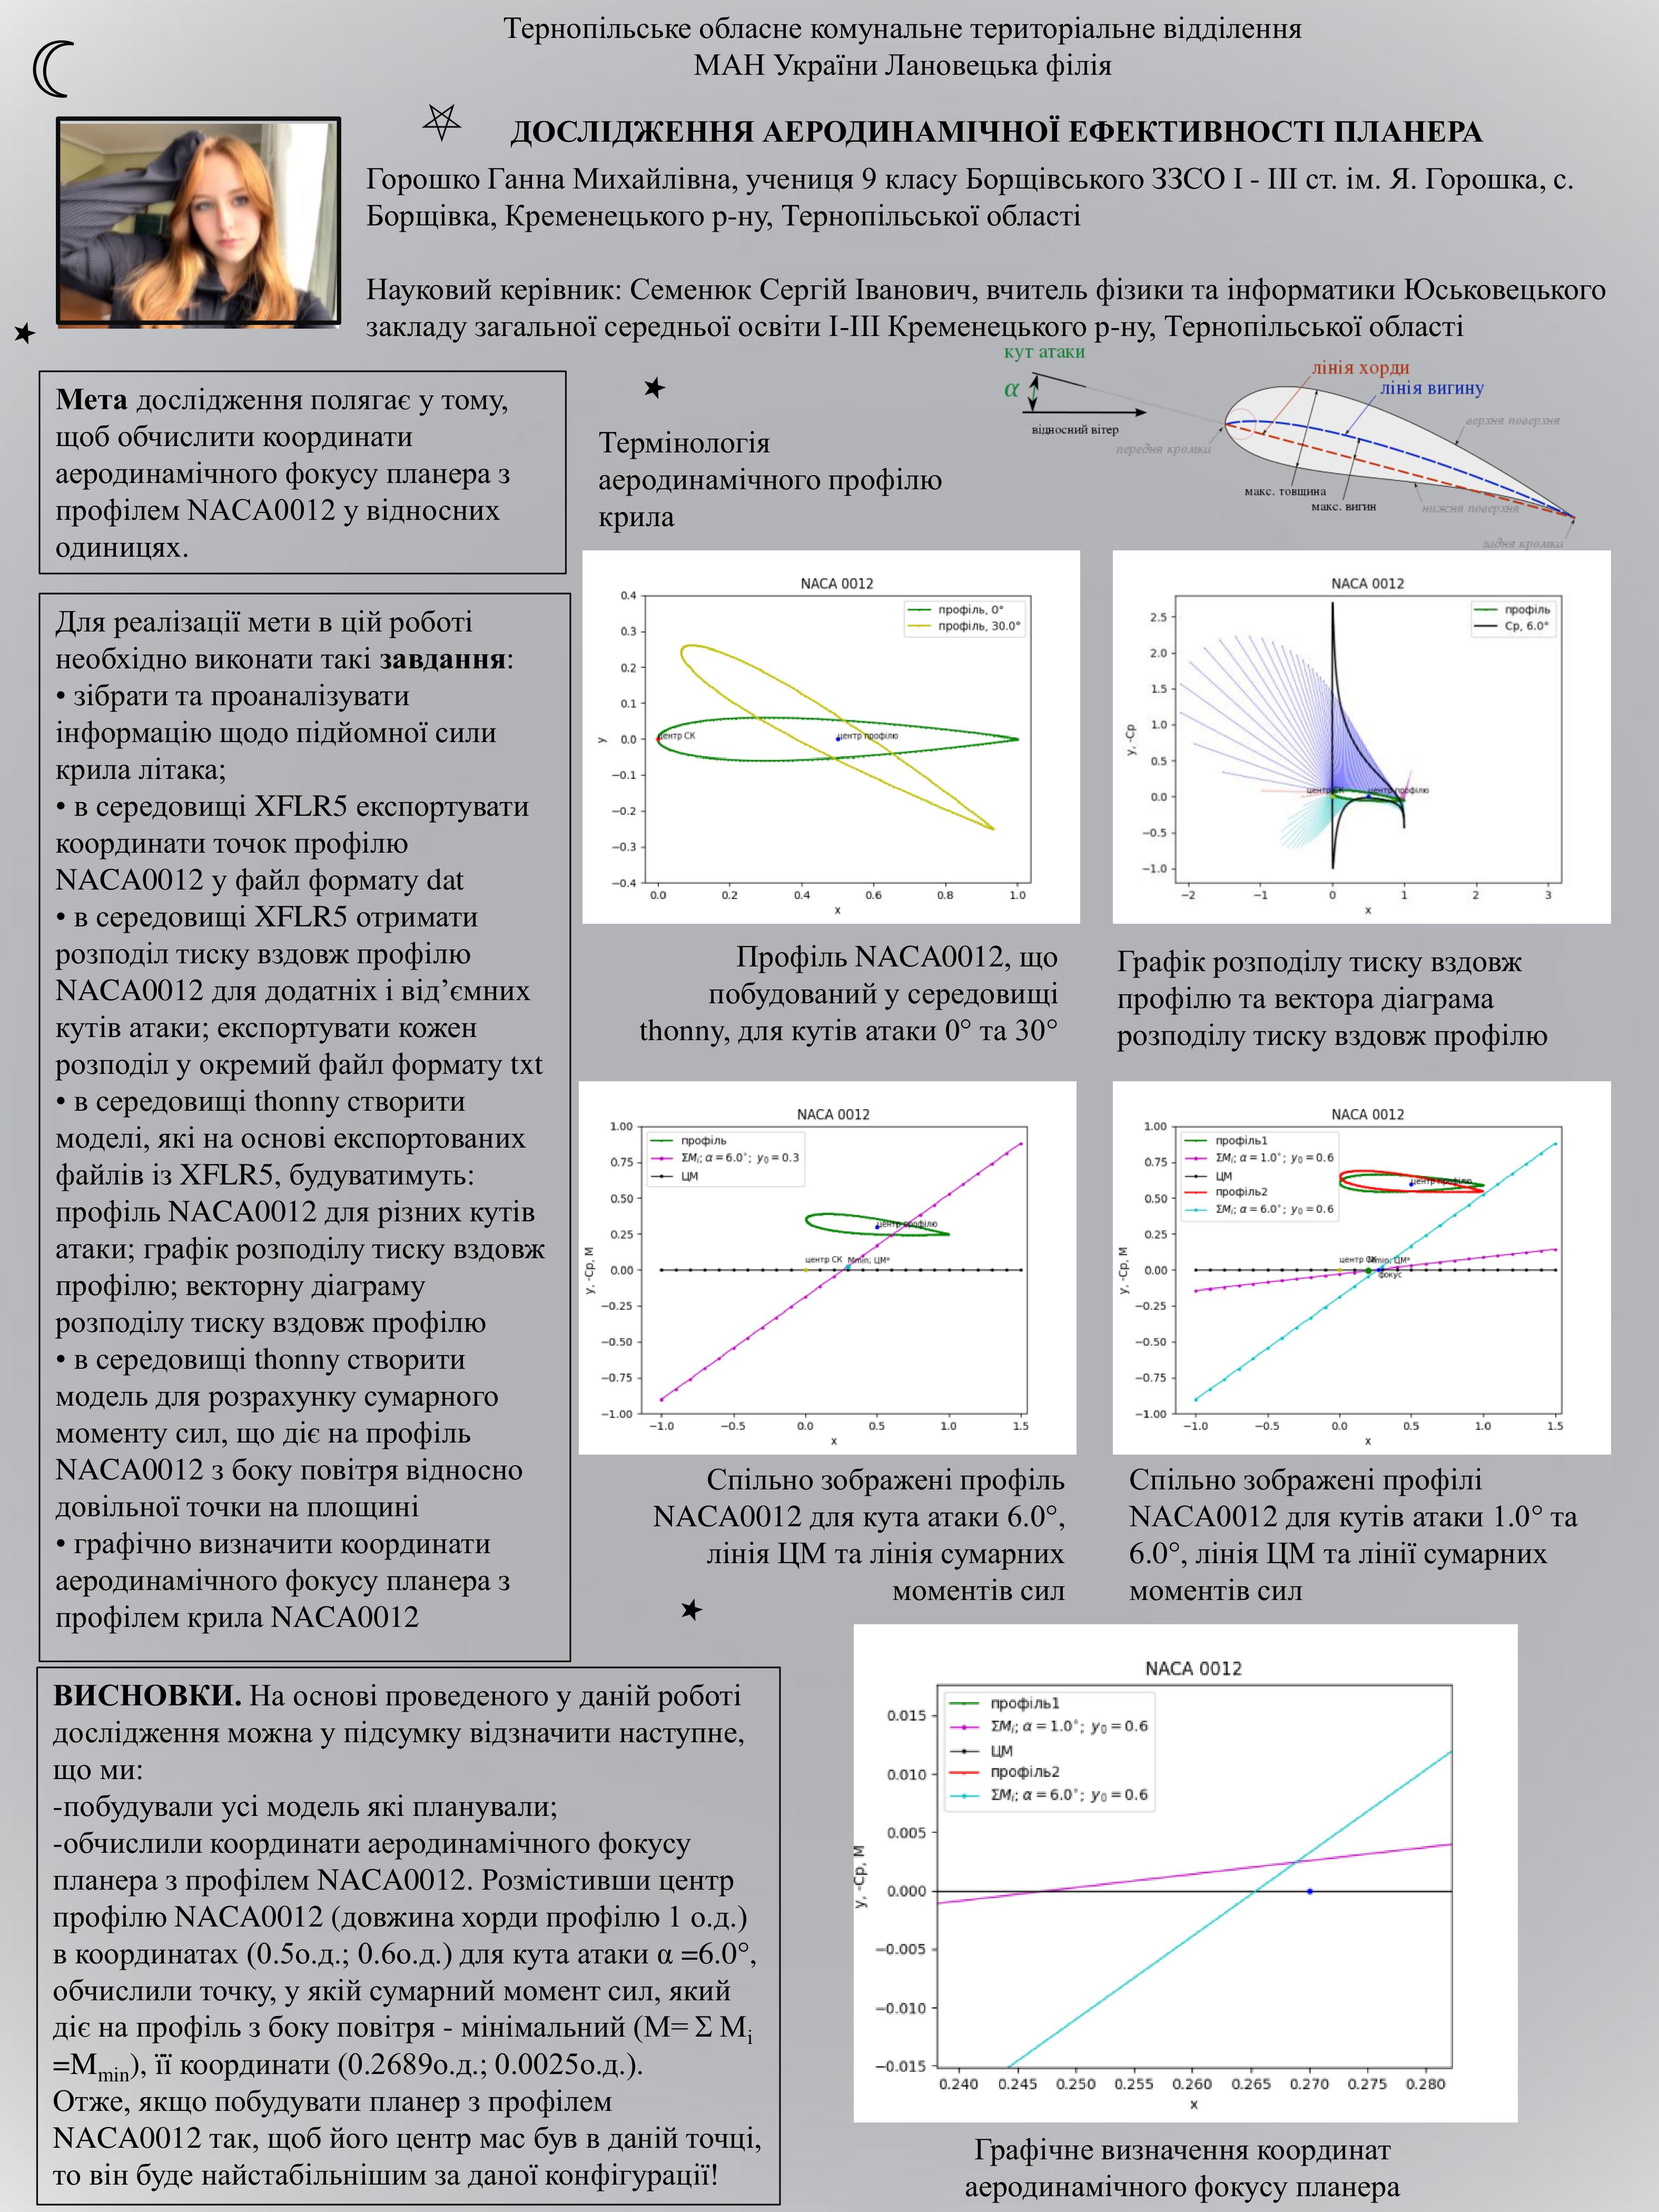 Тернопільське обласне комунальне територіальне відділення
МАН України Лановецька філія
ДОСЛІДЖЕННЯ АЕРОДИНАМІЧНОЇ ЕФЕКТИВНОСТІ ПЛАНЕРА
Горошко Ганна Михайлівна, учениця 9 класу Борщівського ЗЗСО І - ІІІ ст. ім. Я. Горошка, с.
Борщівка, Кременецького р-ну, Тернопільської області
Науковий керівник: Семенюк Сергій Іванович, вчитель фізики та інформатики Юськовецького
закладу загальної середньої освіти І-ІІІ Кременецького р-ну, Тернопільської області
Мета дослідження полягає у тому,
щоб обчислити координати
аеродинамічного фокусу планера з
профілем NACA0012 у відносних
одиницях.
Термінологія
аеродинамічного профілю
крила
кут атаки
α
відносний вітер
лінія хорди
лінія вигину
верхня поверхня
передня кромка
макс. товщина
макс. вигин
нижня поверхня
задня кромка
Для реалізації мети в цій роботі
необхідно виконати такі завдання:
• зібрати та проаналізувати
інформацію щодо підйомної сили
крила літака;
• в середовищі XFLR5 експортувати
координати точок профілю
NACA0012 у файл формату dat
• в середовищі XFLR5 отримати
розподіл тиску вздовж профілю
NACA0012 для додатніх і від’ємних
кутів атаки; експортувати кожен
розподіл у окремий файл формату txt
• в середовищі thonny створити
моделі, які на основі експортованих
файлів із XFLR5, будуватимуть:
профіль NACA0012 для різних кутів
атаки; графік розподілу тиску вздовж
профілю; векторну діаграму
розподілу тиску вздовж профілю
• в середовищі thonny створити
модель для розрахунку сумарного
моменту сил, що діє на профіль
NACA0012 з боку повітря відносно
довільної точки на площині
• графічно визначити координати
аеродинамічного фокусу планера з
профілем крила NACA0012
NACA 0012
профіль, 0°
профіль, 30.0°
0.4
0.3
0.2
0.1
0.0
−0.1
−0.2
−0.3
−0.4
y
центр СК
центр профілю
0.0 0.2 0.4 0.6 0.8 1.0
x
Профіль NACA0012, що
побудований у середовищі
thonny, для кутів атаки 0° та 30°
NACA 0012
профіль
Cp, 6.0°
2.5
2.0
1.5
1.0
0.5
0.0
−0.5
−1.0
y, -Cp
центр СК
центр профілю
−2 −1 0 1 2 3
x
Графік розподілу тиску вздовж
профілю та вектора діаграма
розподілу тиску вздовж профілю
NACA 0012
профіль
ΣMᵢ; α = 6.0°; y₀ = 0.3
ЦМ
1.00
0.75
0.50
0.25
0.00
−0.25
−0.50
−0.75
−1.00
y, -Cp, M
центр профілю
центр СК
Mmin; ЦМ*
−1.0 −0.5 0.0 0.5 1.0 1.5
x
Спільно зображені профіль
NACA0012 для кута атаки 6.0°,
лінія ЦМ та лінія сумарних
моментів сил
NACA 0012
профіль1
ΣMᵢ; α = 1.0°; y₀ = 0.6
ЦМ
профіль2
ΣMᵢ; α = 6.0°; y₀ = 0.6
1.00
0.75
0.50
0.25
0.00
−0.25
−0.50
−0.75
−1.00
y, -Cp, M
центр профілю
центр СК
Mmin; ЦМ*
фокус
−1.0 −0.5 0.0 0.5 1.0 1.5
x
Спільно зображені профілі
NACA0012 для кутів атаки 1.0° та
6.0°, лінія ЦМ та лінії сумарних
моментів сил
ВИСНОВКИ. На основі проведеного у даній роботі
дослідження можна у підсумку відзначити наступне,
що ми:
-побудували усі модель які планували;
-обчислили координати аеродинамічного фокусу
планера з профілем NACA0012. Розмістивши центр
профілю NACA0012 (довжина хорди профілю 1 о.д.)
в координатах (0.5о.д.; 0.6о.д.) для кута атаки α =6.0°,
обчислили точку, у якій сумарний момент сил, який
діє на профіль з боку повітря - мінімальний (M= Σ Mi
=Mmin), її координати (0.2689о.д.; 0.0025о.д.).
Отже, якщо побудувати планер з профілем
NACA0012 так, щоб його центр мас був в даній точці,
то він буде найстабільнішим за даної конфігурації!
NACA 0012
профіль1
ΣMᵢ; α = 1.0°; y₀ = 0.6
ЦМ
профіль2
ΣMᵢ; α = 6.0°; y₀ = 0.6
0.015
0.010
0.005
0.000
−0.005
−0.010
−0.015
y, -Cp, M
0.240 0.245 0.250 0.255 0.260 0.265 0.270 0.275 0.280
x
Графічне визначення координат
аеродинамічного фокусу планера